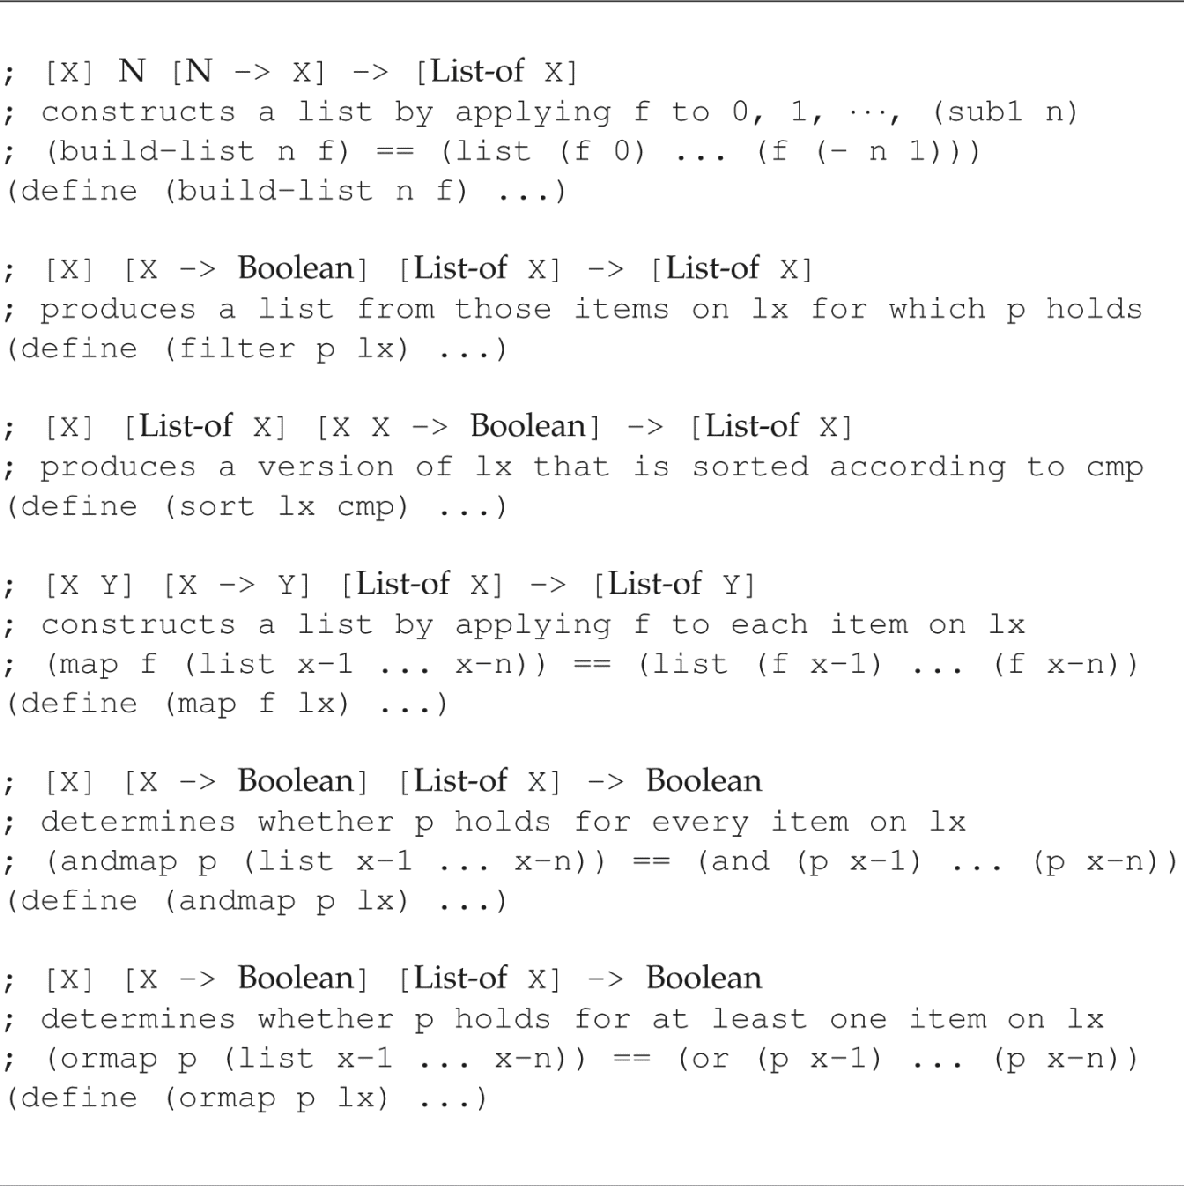 ; [X] N [N -> X] -> [List-of X]
; constructs a list by applying f to 0, 1, ⋯, (sub1 n)
; (build-list n f) == (list (f 0) ... (f (- n 1)))
(define (build-list n f) ...)
; [X] [X -> Boolean] [List-of X] -> [List-of X]
; produces a list from those items on lx for which p holds
(define (filter p lx) ...)
; [X] [List-of X] [X X -> Boolean] -> [List-of X]
; produces a version of lx that is sorted according to cmp
(define (sort lx cmp) ...)
; [X Y] [X -> Y] [List-of X] -> [List-of Y]
; constructs a list by applying f to each item on lx
; (map f (list x-1 ... x-n)) == (list (f x-1) ... (f x-n))
(define (map f lx) ...)
; [X] [X -> Boolean] [List-of X] -> Boolean
; determines whether p holds for every item on lx
; (andmap p (list x-1 ... x-n)) == (and (p x-1) ... (p x-n))
(define (andmap p lx) ...)
; [X] [X -> Boolean] [List-of X] -> Boolean
; determines whether p holds for at least one item on lx
; (ormap p (list x-1 ... x-n)) == (or (p x-1) ... (p x-n))
(define (ormap p lx) ...)